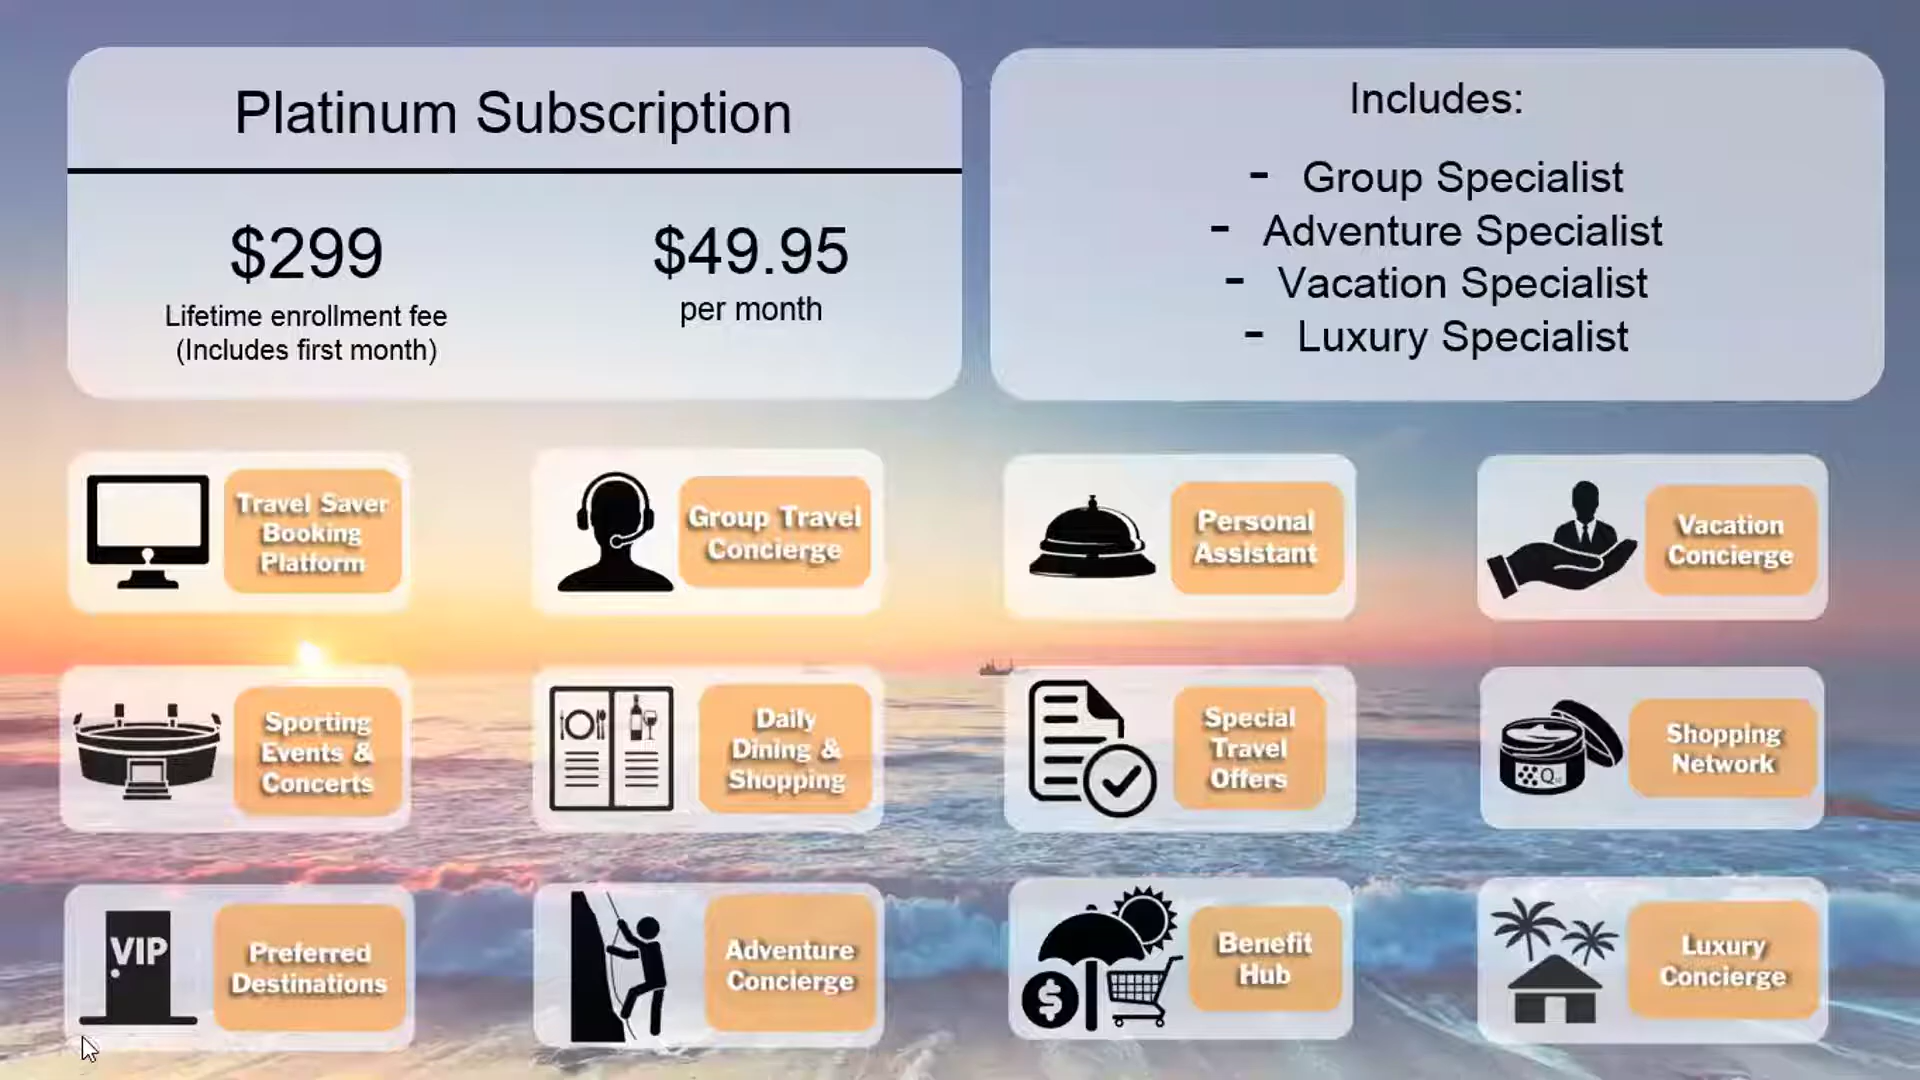 Platinum Subscription
$299
Lifetime enrollment fee
(Includes first month)
$49.95
per month
Includes:
- Group Specialist
- Adventure Specialist
- Vacation Specialist
- Luxury Specialist
Travel Saver
Booking
Platform
Group Travel
Concierge
Personal
Assistant
Vacation
Concierge
Sporting
Events &
Concerts
Daily
Dining &
Shopping
Special
Travel
Offers
Shopping
Network
VIP
Preferred
Destinations
Adventure
Concierge
$
Benefit
Hub
Luxury
Concierge